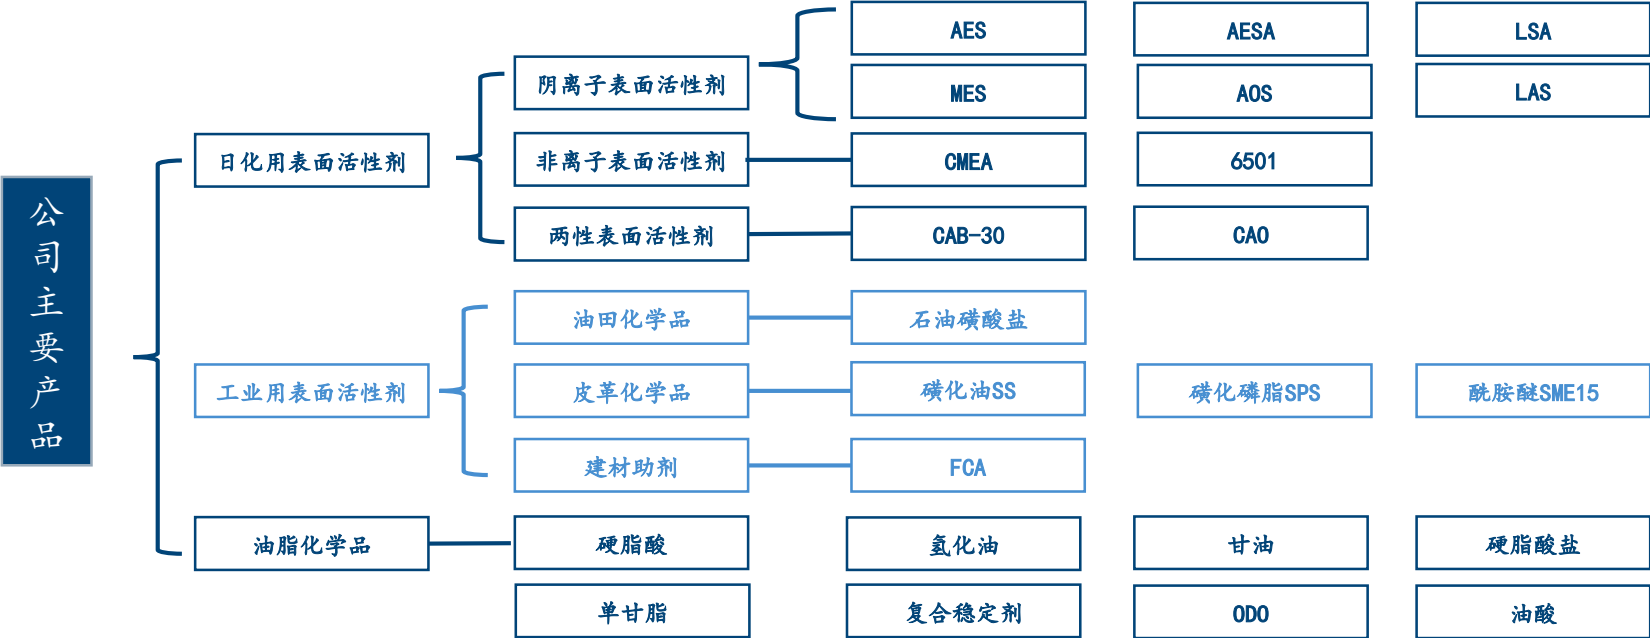 公司主要产品
日化用表面活性剂
阴离子表面活性剂
AES
AESA
LSA
MES
AOS
LAS
非离子表面活性剂
CMEA
6501
两性表面活性剂
CAB-30
CAO
工业用表面活性剂
油田化学品
石油磺酸盐
皮革化学品
磺化油SS
磺化磷脂SPS
酰胺醚SME15
建材助剂
FCA
油脂化学品
硬脂酸
氢化油
甘油
硬脂酸盐
单甘脂
复合稳定剂
ODO
油酸